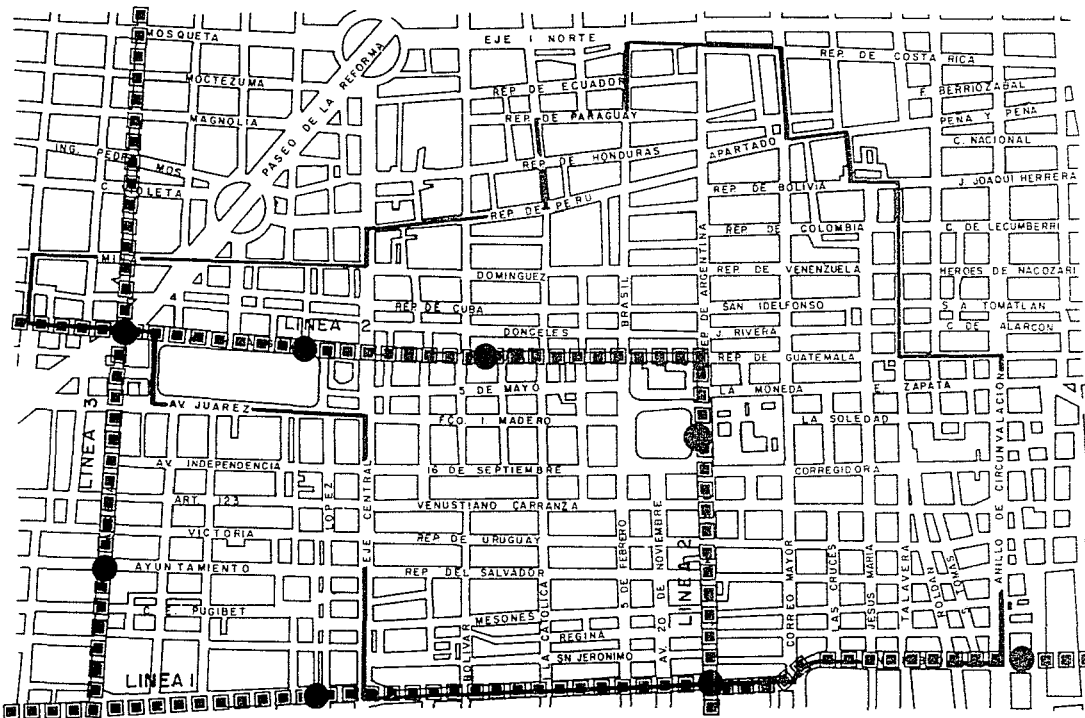 MOSQUETA
EJE 1 NORTE
REP. DE COSTA RICA
MOCTEZUMA
PASEO DE LA REFORMA
REP. DE ECUADOR
F. BERRIOZABAL
MAGNOLIA
REP. DE PARAGUAY
PENA Y PENA
C. NACIONAL
APARTADO
ING. PEDR
MOS
REP. DE HONDURAS
C. OLETA
REP DE BOLIVIA
J. JOAQUI HERRERA
REP DE PERU
REP DE COLOMBIA
C. DE LECUMBERRI
MI
DOMINGUEZ
REP. DE VENENZUELA
HEROES DE NACOZARI
REP. DE CUBA
BRASIL
REP DE ARGENTINA
SAN IDELFONSO
S. A TOMATLAN
LINEA 2
DONCELES
J. RIVERA
C. DE ALARCON
REP DE GUATEMALA
5 DE MAYO
LA MONEDA
E. ZAPATA
AV. JUAREZ
FCO. I. MADERO
LA SOLEDAD
LINEA 3
AV INDEPENDENCIA
16 DE SEPTIEMBRE
CORREGIDORA
ART. 123
LOPEZ
EJE CENTRAL
VENUSTIANO CARRANZA
ANILLO DE CIRCUNVALACION
VICTORIA
REP DE URUGUAY
5 DE FEBRERO
AV. 20 DE NOVIEMBRE
LINEA 2
CORREO MAYOR
LAS CRUCES
JESUS MARIA
TALAVERA
ROLDAN
S TOMAS
AYUNTAMIENTO
REP DEL SALVADOR
C. E. PUGIBET
MESONES
BOLIVAR
A CATOLICA
REGINA
SN JERONIMO
LINEA 1